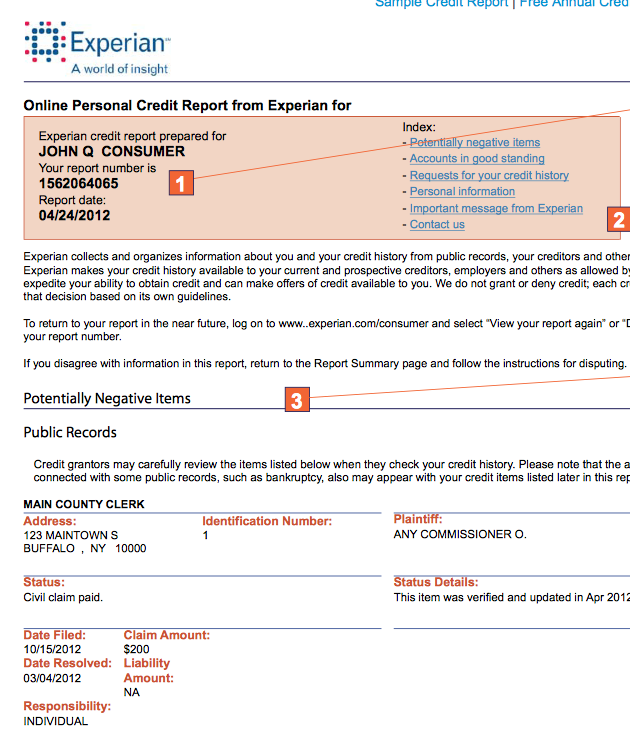 Sample Credit Report | Free Annual Cred
Experian
A world of insight
Online Personal Credit Report from Experian for
Experian credit report prepared for
JOHN Q CONSUMER
Your report number is
1562064065
Report date:
04/24/2012
1
Index:
- Potentially negative items
- Accounts in good standing
- Requests for your credit history
- Personal information
- Important message from Experian
- Contact us
2
Experian collects and organizes information about you and your credit history from public records, your creditors and other
Experian makes your credit history available to your current and prospective creditors, employers and others as allowed by
expedite your ability to obtain credit and can make offers of credit available to you. We do not grant or deny credit; each cr
that decision based on its own guidelines.
To return to your report in the near future, log on to www..experian.com/consumer and select “View your report again” or “D
your report number.
If you disagree with information in this report, return to the Report Summary page and follow the instructions for disputing.
Potentially Negative Items
3
Public Records
Credit grantors may carefully review the items listed below when they check your credit history. Please note that the a
connected with some public records, such as bankruptcy, also may appear with your credit items listed later in this rep
MAIN COUNTY CLERK
Address:
123 MAINTOWN S
BUFFALO , NY 10000
Identification Number:
1
Plaintiff:
ANY COMMISSIONER O.
Status:
Civil claim paid.
Status Details:
This item was verified and updated in Apr 2012
Date Filed:
10/15/2012
Claim Amount:
$200
Date Resolved:
03/04/2012
Liability
Amount:
NA
Responsibility:
INDIVIDUAL